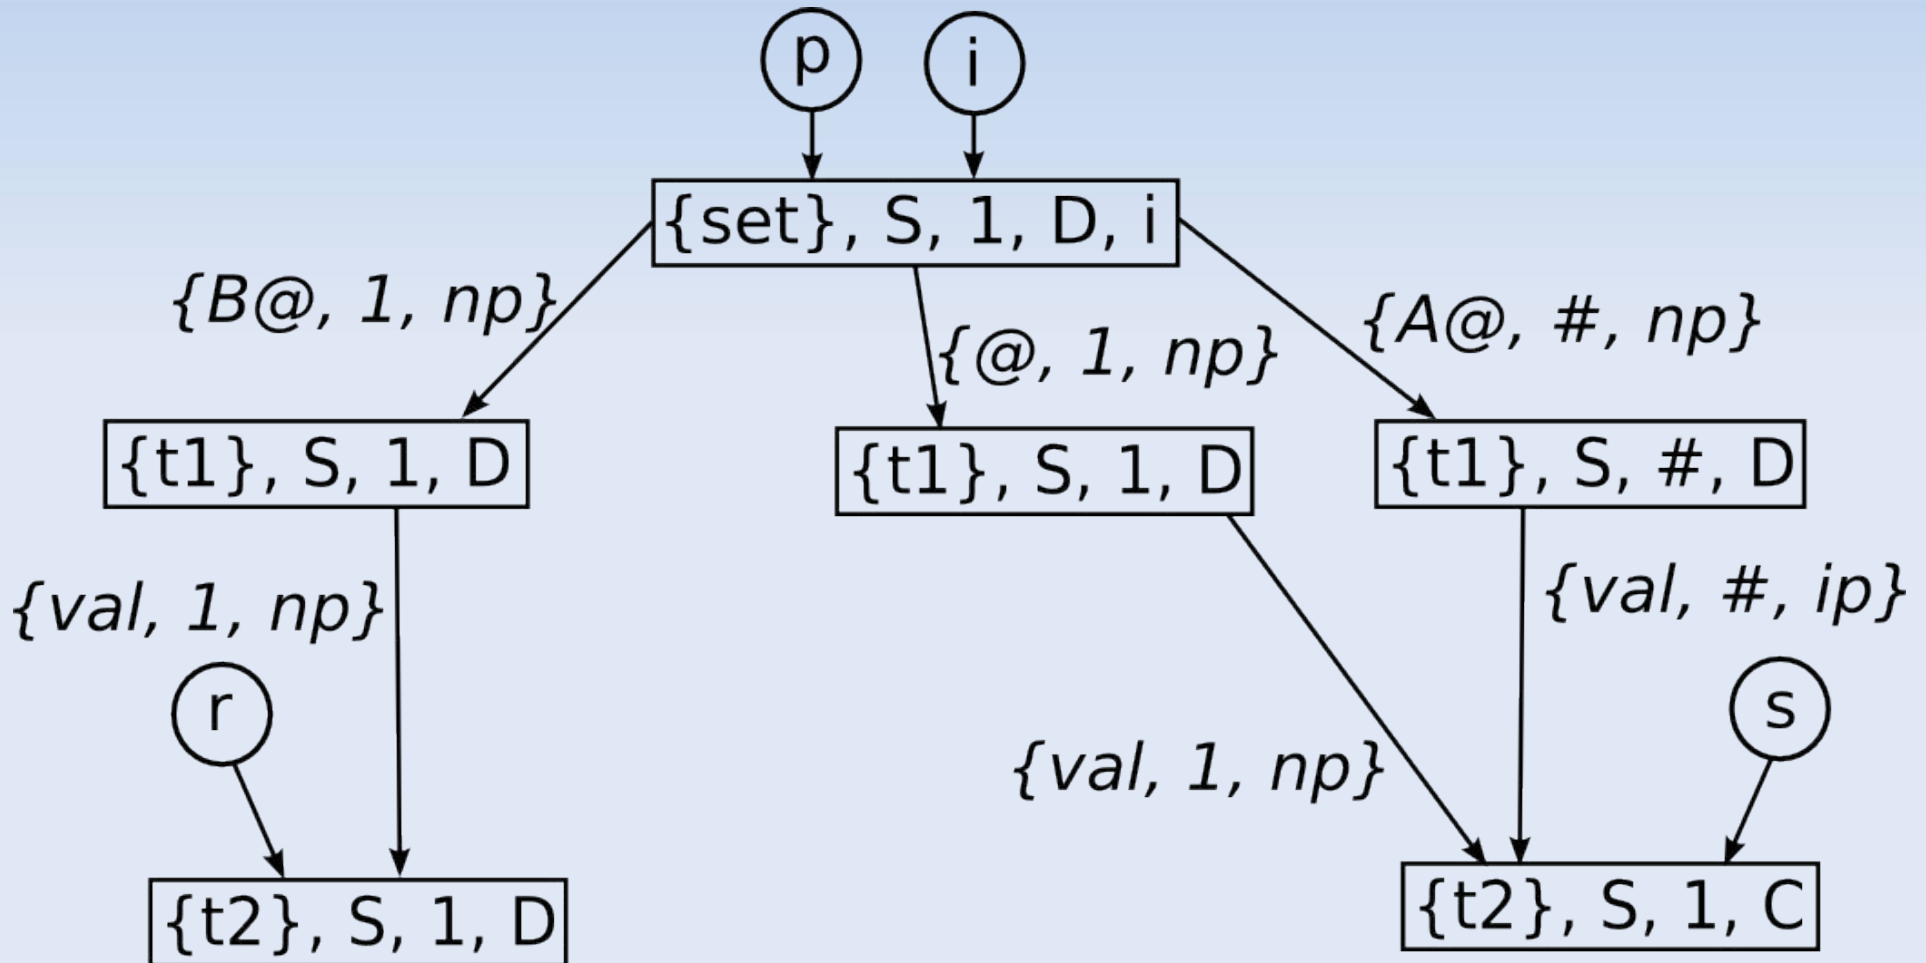 p
i
{set}, S, 1, D, i
{B@, 1, np}
{@, 1, np}
{A@, #, np}
{t1}, S, 1, D
{t1}, S, 1, D
{t1}, S, #, D
{val, 1, np}
{val, #, ip}
r
s
{val, 1, np}
{t2}, S, 1, D
{t2}, S, 1, C